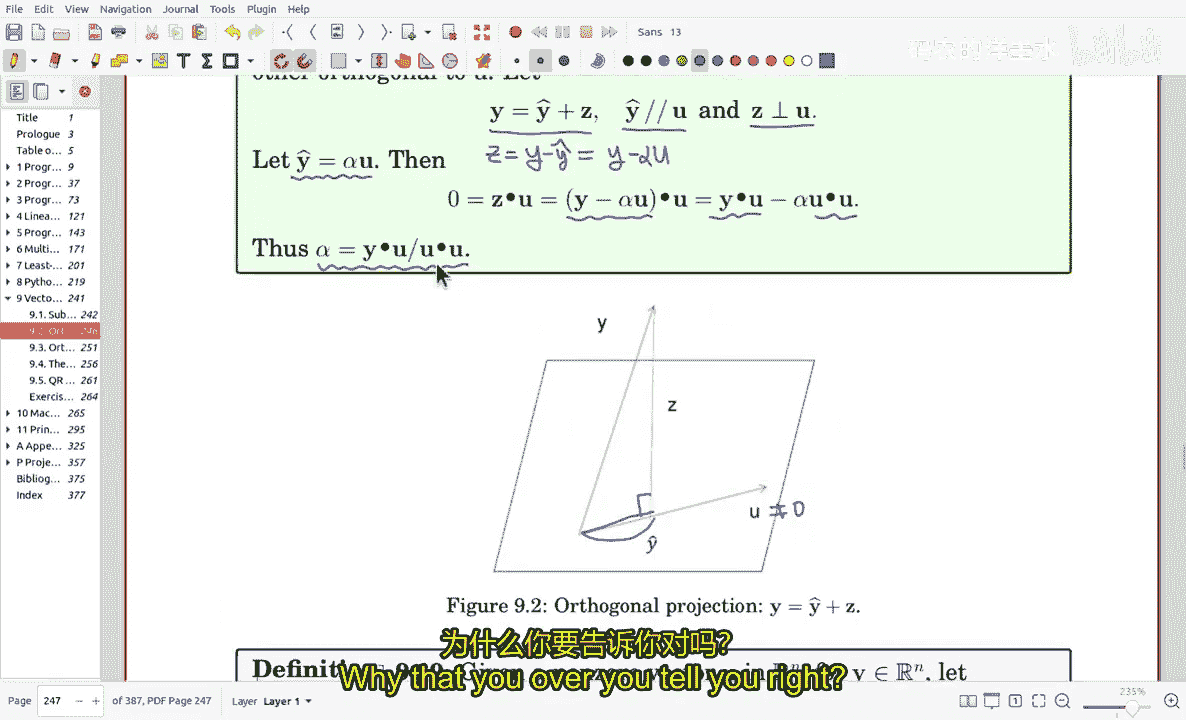 File Edit View Navigation Journal Tools Plugin Help
Sans 13
Title 1
Prologue 3
Table o... 5
1 Progr... 9
2 Progr... 37
3 Progr... 73
4 Linea... 121
5 Progr... 143
6 Multi... 171
7 Least-... 201
8 Pytho... 219
9 Vecto... 241
9.1. Sub... 242
9.3. Ort... 251
9.4. The... 256
9.5. QR ... 261
Exercis... 264
10 Mac... 265
11 Prin... 295
A Appe... 325
P Proje... 357
Bibliog... 375
Index 377
other orthogonal to u. Let
y = ŷ + z, ŷ // u and z ⊥ u.
Let ŷ = αu. Then z = y-ŷ = y-αu
0 = z•u = (y − αu)•u = y•u − αu•u.
Thus α = y•u/u•u.
y
z
u ≠ 0
ŷ
Figure 9.2: Orthogonal projection: y = ŷ + z.
为什么你要告诉你对吗?
Why that you over you tell you right?
v ∈ ℝⁿ, let
Page 247 of 387, PDF Page 247 Layer Layer 1 235%